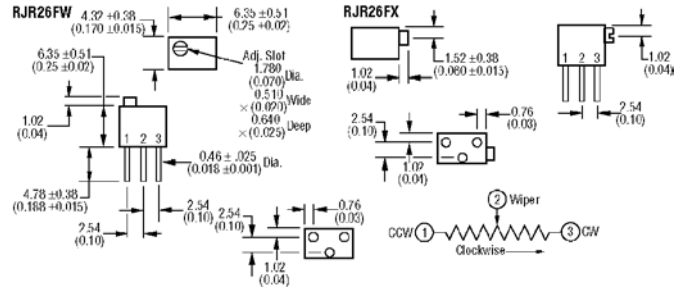 RJR26FW
4.32 ±0.38
(0.170 ±0.015)
6.35 ±0.51
(0.25 ±0.02)
6.35 ±0.51
(0.25 ±0.02)
Adj. Slot
1.780
(0.070) Dia.
0.510
×(0.020) Wide
0.640
×(0.025) Deep
1.02
(0.04)
1 2 3
0.46 ± .025
(0.018 ±0.001) Dia.
4.78 ±0.38
(0.188 ±0.015)
2.54
(0.10)
2.54
(0.10)
2.54
(0.10)
0.76
(0.03)
1.02
(0.04)
RJR26FX
1.52 ±0.38
(0.060 ±0.015)
1.02
(0.04)
1 2 3
1.02
(0.04)
2.54
(0.10)
2.54
(0.10)
0.76
(0.03)
1.02
(0.04)
2 Wiper
CCW 1
3 CW
Clockwise